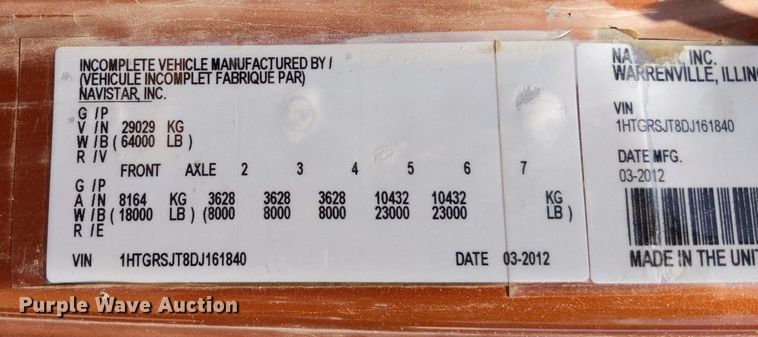 INCOMPLETE VEHICLE MANUFACTURED BY /
(VEHICULE INCOMPLET FABRIQUE PAR)
NAVISTAR, INC.
G / P
V / N 29029 KG
W / B ( 64000 LB )
R / V
FRONT AXLE 2 3 4 5 6 7
G / P
A / N 8164 KG 3628 3628 3628 10432 10432 KG
W / B ( 18000 LB ) (8000 8000 8000 23000 23000 LB )
R / E
VIN 1HTGRSJT8DJ161840 DATE 03-2012
NAVISTAR, INC.
WARRENVILLE, ILLIN
VIN
1HTGRSJT8DJ161840
DATE MFG.
03-2012
MADE IN THE UNIT
Purple Wave Auction